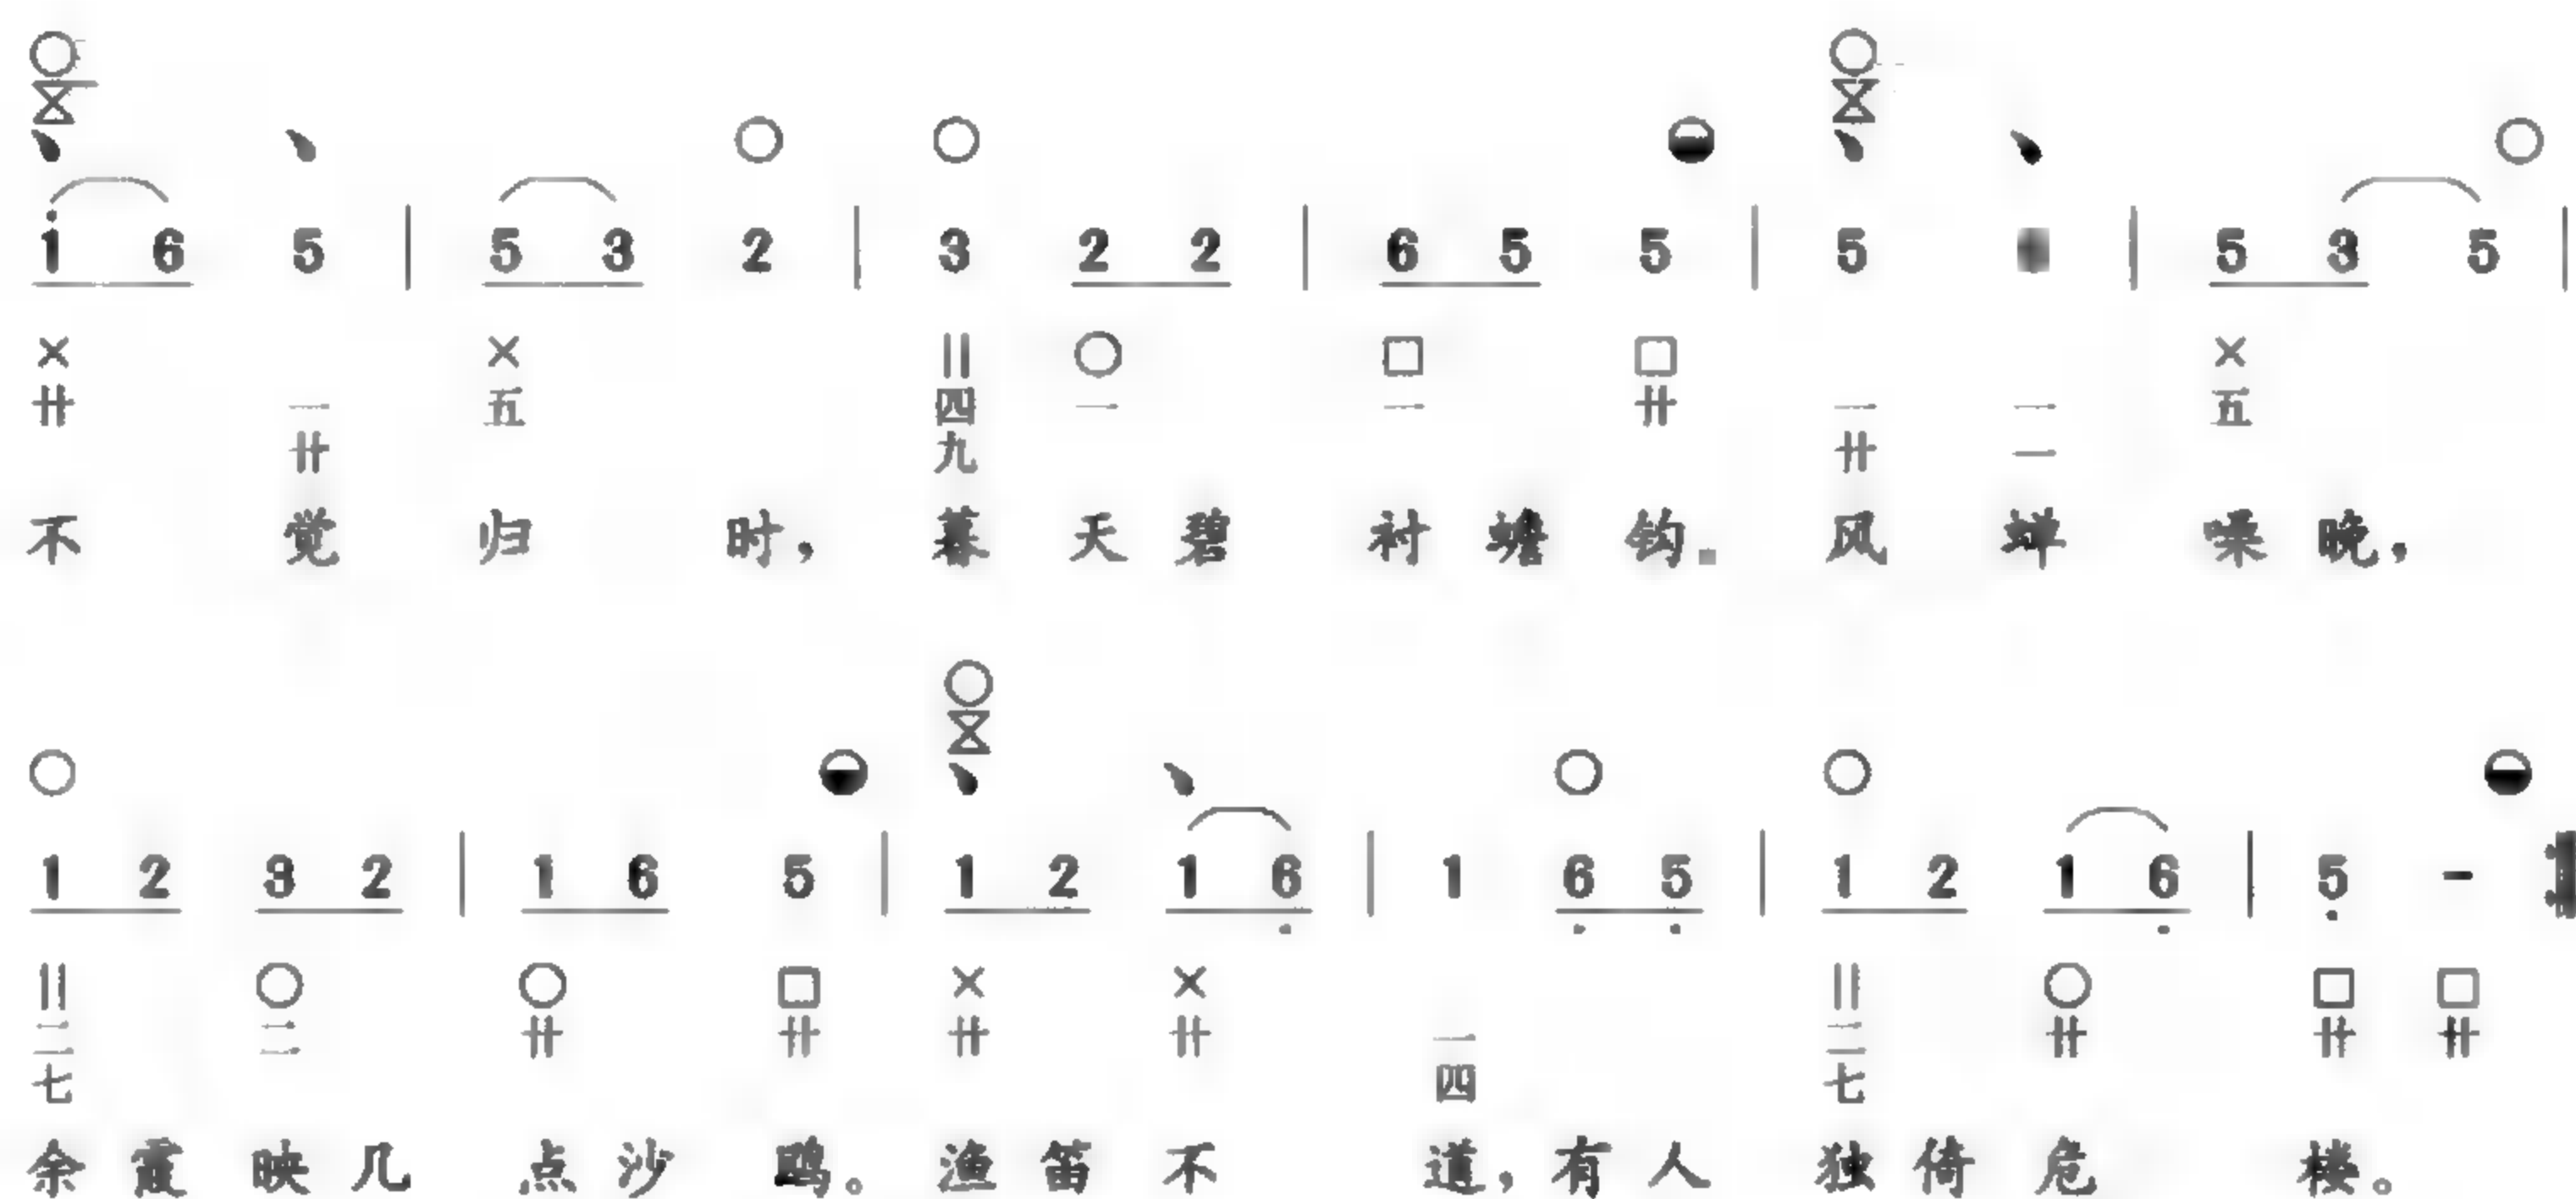 1 6 5 | 5 3 2 | 3 2 2 | 6 5 5 | 5 | 5 3 5 |
× × || ○ □ □ ×
卄 一 五 四 一 一 卄 一 二 五
卄 九 卄
不 觉 归 时， 暮 天 碧 衬 蟾 钩。 风 蝉 噪 晚，
1 2 3 2 | 1 6 5 | 1 2 1 6 | 1 6 5 | 1 2 1 6 | 5 -
|| ○ ○ □ × × || ○ □ □
二 二 卄 卄 卄 卄 一 二 卄 卄 卄
七 四 七
余 霞 映 几 点 沙 鸥。 渔 笛 不 道， 有 人 独 倚 危 楼。